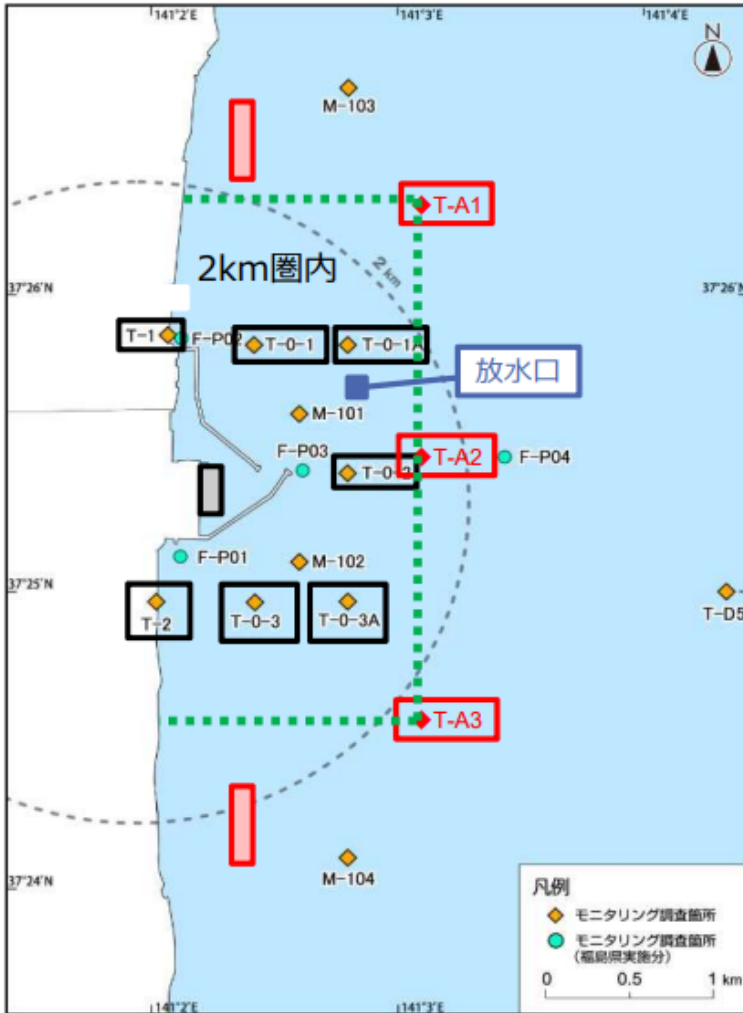 141°2'E
141°3'E
141°4'E
N
M-103
T-A1
2km圏内
2 km
37°26'N
37°26'N
T-1
F-P02
T-0-1
T-0-1A
放水口
M-101
F-P03
T-0-2
T-A2
F-P04
F-P01
M-102
37°25'N
T-2
T-0-3
T-0-3A
T-D5
T-A3
37°24'N
M-104
凡例
モニタリング調査箇所
モニタリング調査箇所
(福島県実施分)
0 0.5 1 km
141°2'E
141°3'E